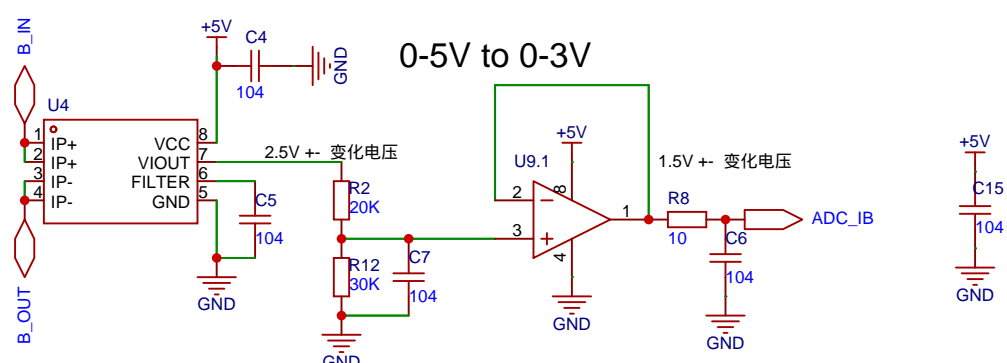 0-5V to 0-3V
B_IN
+5V
C4
104
GND
U4
1
IP+
2
IP+
3
IP-
4
IP-
VCC
8
VIOUT
7
FILTER
6
GND
5
B_OUT
GND
C5
104
2.5V +- 变化电压
R2
20K
R12
30K
GND
C7
104
U9.1
+5V
8
2
3
1
4
GND
1.5V +- 变化电压
R8
10
C6
104
GND
ADC_IB
+5V
C15
104
GND